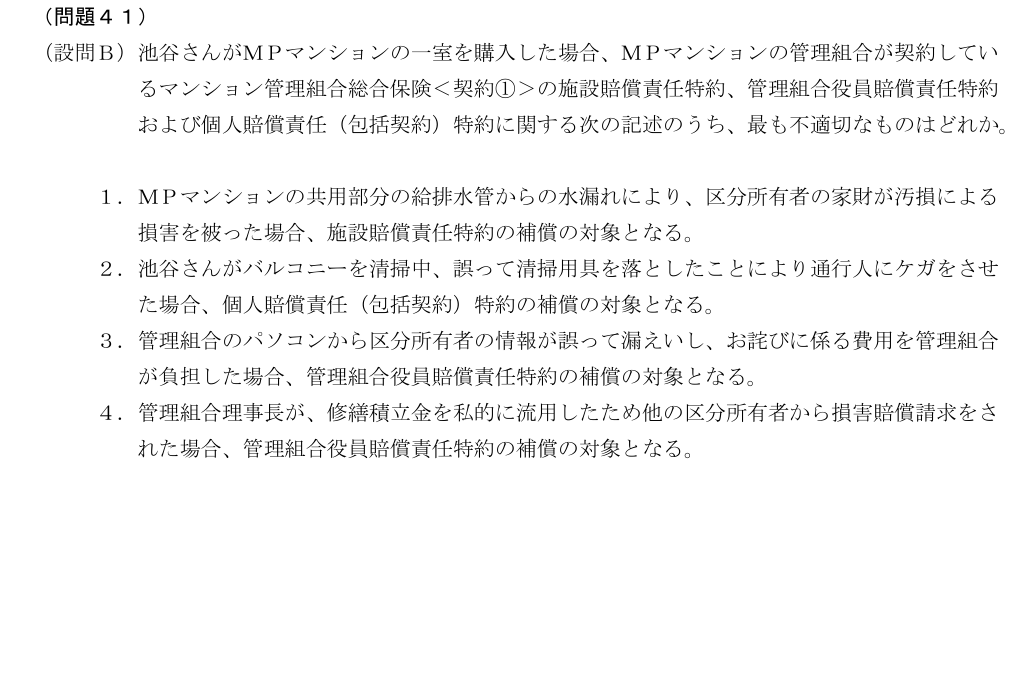 （問題４１）
（設問Ｂ）池谷さんがＭＰマンションの一室を購入した場合、ＭＰマンションの管理組合が契約してい
るマンション管理組合総合保険＜契約①＞の施設賠償責任特約、管理組合役員賠償責任特約
および個人賠償責任（包括契約）特約に関する次の記述のうち、最も不適切なものはどれか。
１．ＭＰマンションの共用部分の給排水管からの水漏れにより、区分所有者の家財が汚損による
損害を被った場合、施設賠償責任特約の補償の対象となる。
２．池谷さんがバルコニーを清掃中、誤って清掃用具を落としたことにより通行人にケガをさせ
た場合、個人賠償責任（包括契約）特約の補償の対象となる。
３．管理組合のパソコンから区分所有者の情報が誤って漏えいし、お詫びに係る費用を管理組合
が負担した場合、管理組合役員賠償責任特約の補償の対象となる。
４．管理組合理事長が、修繕積立金を私的に流用したため他の区分所有者から損害賠償請求をさ
れた場合、管理組合役員賠償責任特約の補償の対象となる。